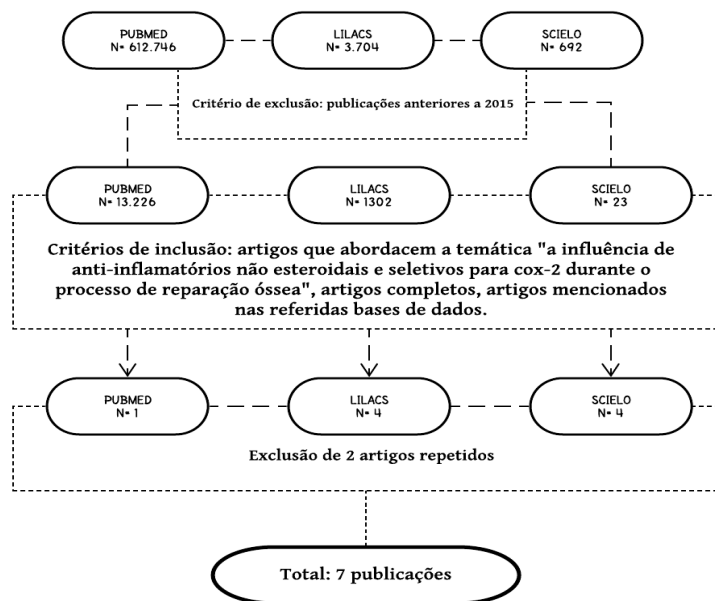 PUBMED
N= 612.746
LILACS
N= 3.704
SCIELO
N= 692
Critério de exclusão: publicações anteriores a 2015
PUBMED
N= 13.226
LILACS
N= 1302
SCIELO
N= 23
Critérios de inclusão: artigos que abordacem a temática "a influência de
anti-inflamatórios não esteroidais e seletivos para cox-2 durante o
processo de reparação óssea", artigos completos, artigos mencionados
nas referidas bases de dados.
PUBMED
N= 1
LILACS
N= 4
SCIELO
N= 4
Exclusão de 2 artigos repetidos
Total: 7 publicações